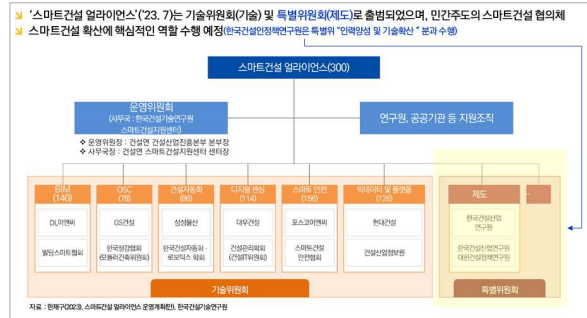 '스마트건설 얼라이언스'('23. 7)는 기술위원회(기술) 및 특별위원회(제도)로 출범되었으며, 민간주도의 스마트건설 협의체
스마트건설 확산에 핵심적인 역할 수행 예정(한국건설인정책연구원은 특별위 "인력양성 및 기술확산" 분과 수행)
스마트건설 얼라이언스(300)
운영위원회
(사무국 : 한국건설기술연구원
스마트건설지원센터)
연구원, 공공기관 등 지원조직
❖ 운영위원장 : 건설연 건설산업진흥본부 본부장
❖ 사무국장 : 건설연 스마트건설지원센터 센터장
BIM
(140)
OSC
(78)
건설자동화
(96)
디지털 센싱
(114)
스마트 안전
(156)
빅데이터 및 플랫폼
(126)
제도
...
DL이앤씨
GS건설
삼성물산
대우건설
포스코이앤씨
현대건설
한국건설산업
연구원
빌딩스마트협회
한국철강협회
(모듈러건축위원회)
한국건설자동화·
로보틱스 학회
건설관리학회
(건설IT위원회)
스마트건설
안전협회
건설산업정보원
한국건설산업연구원
대한건설정책연구원
기술위원회
특별위원회
자료 : 한재구(2023), 스마트건설 얼라이언스 운영계획(안), 한국건설기술연구원